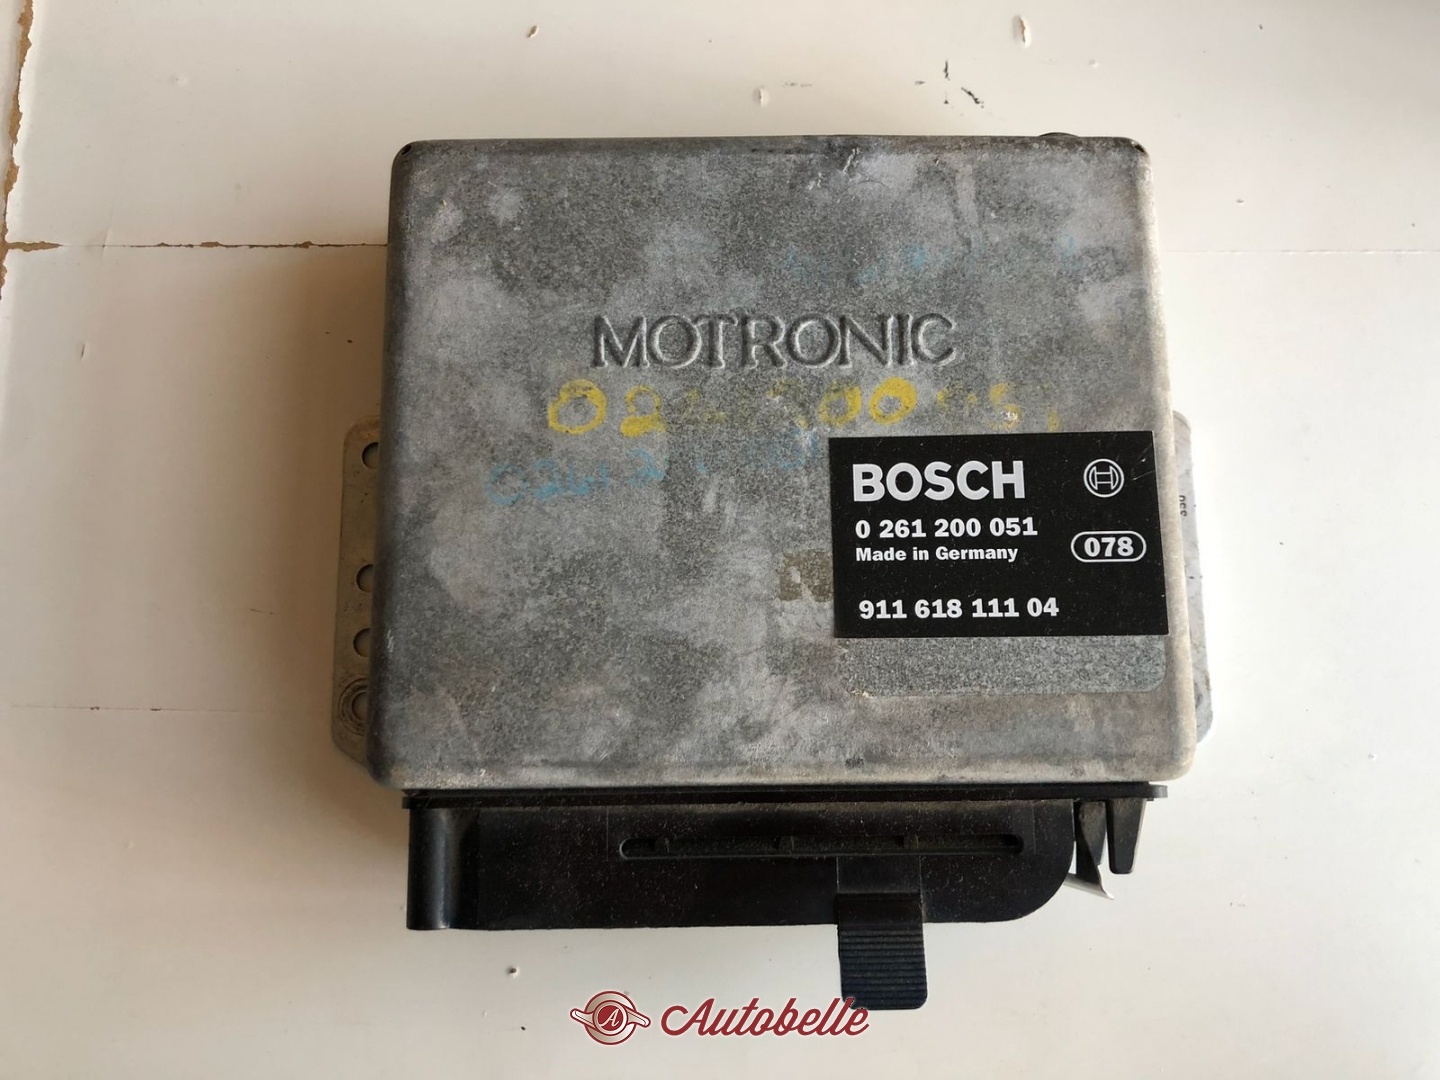 MOTRONIC
BOSCH
0 261 200 051
Made in Germany
078
911 618 111 04
Autobelle